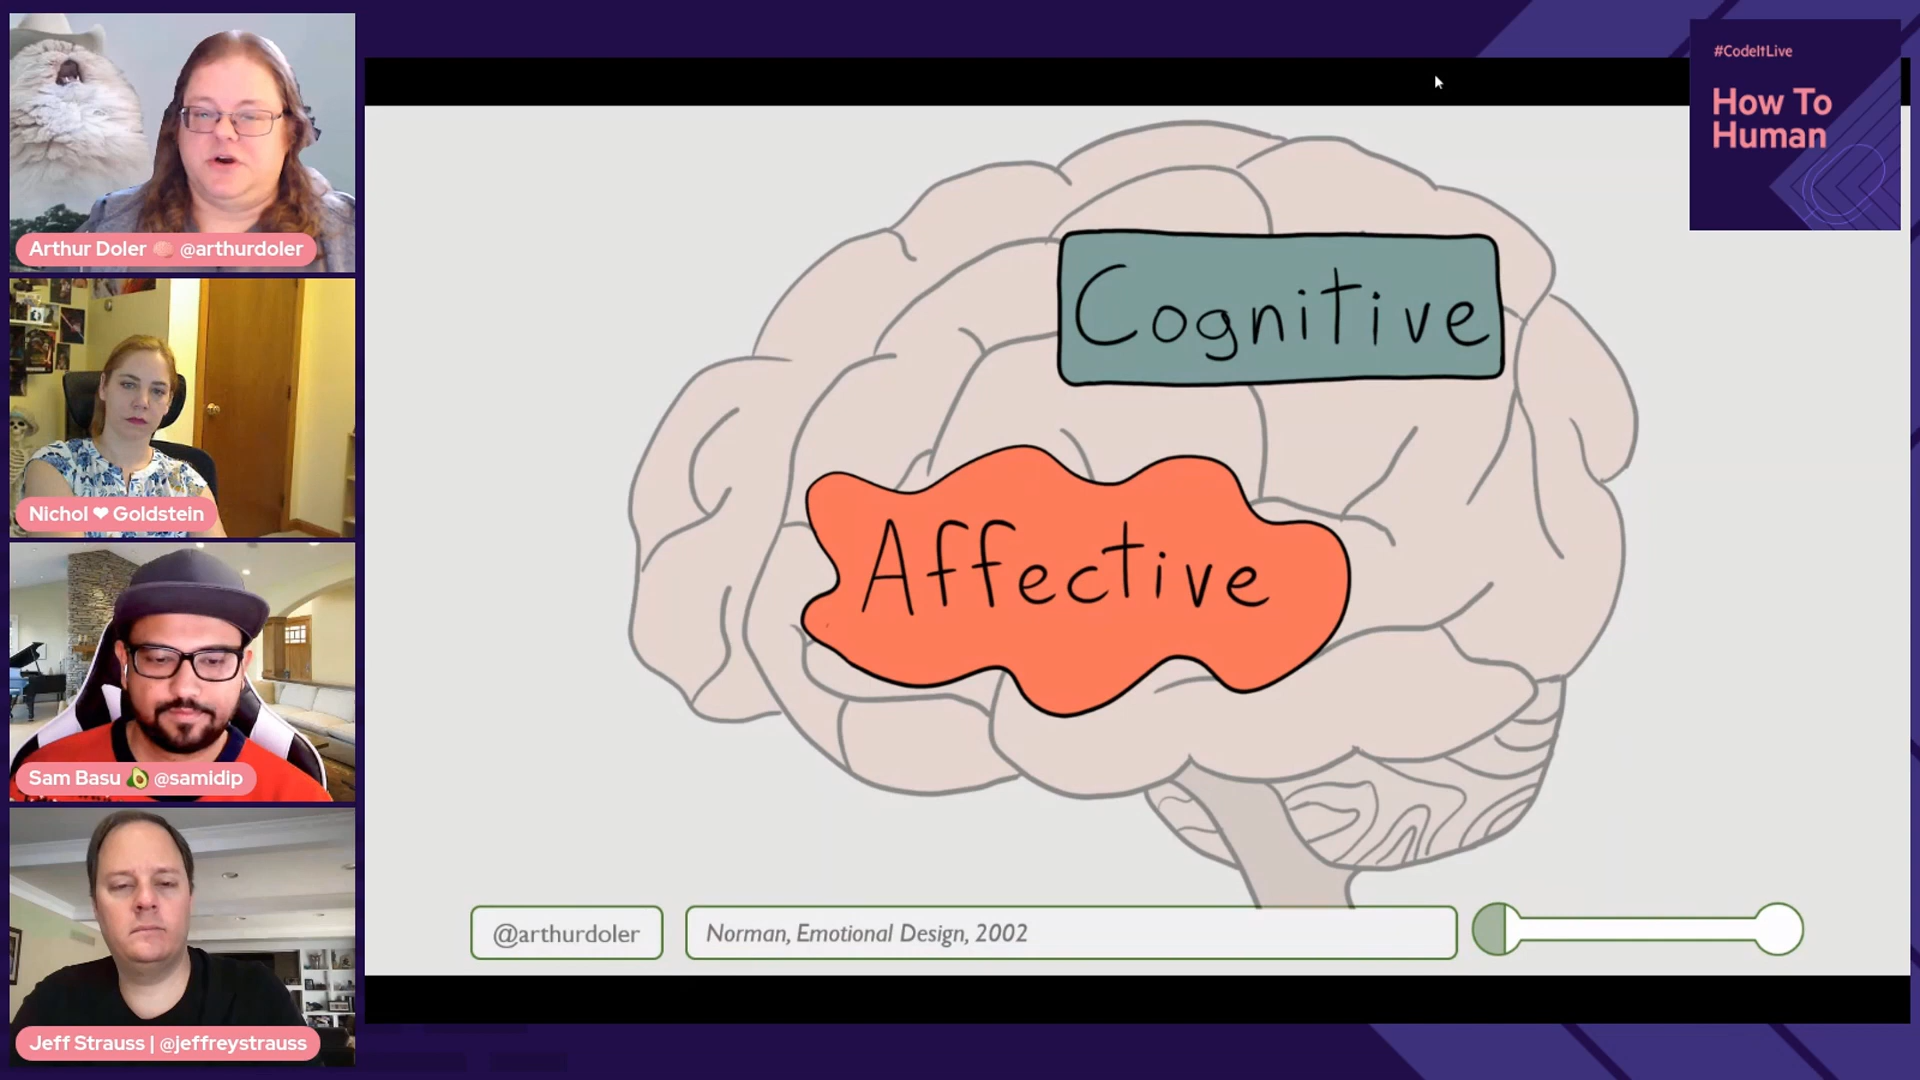 Arthur Doler 🧠 @arthurdoler
Nichol ❤ Goldstein
Sam Basu 🥑 @samidip
Jeff Strauss | @jeffreystrauss
Cognitive
Affective
@arthurdoler
Norman, Emotional Design, 2002
#CodeItLive
How To
Human